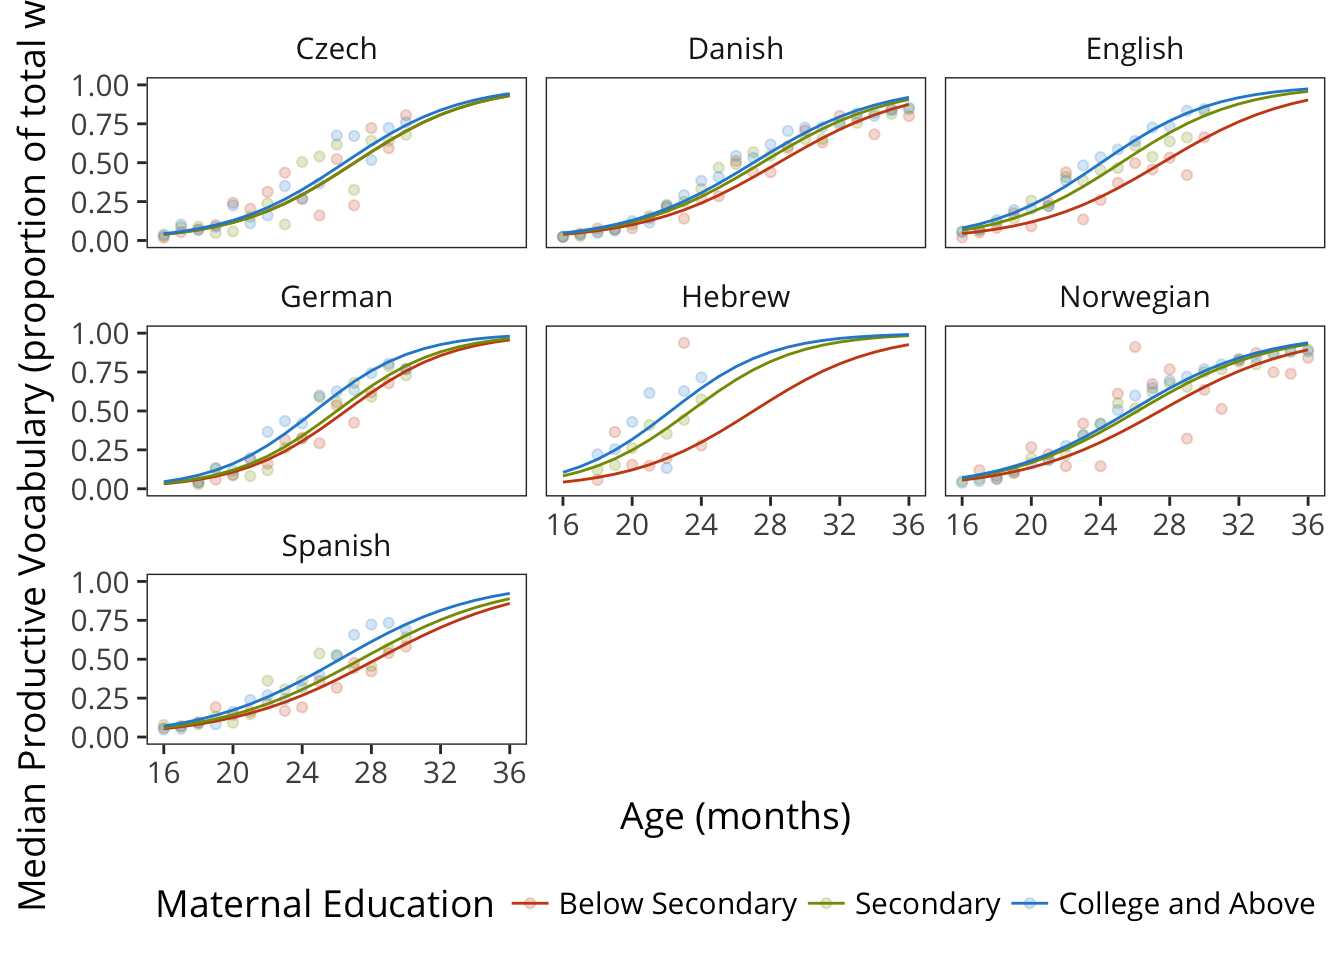 Median Productive Vocabulary (proportion of total w
Czech Danish English
1.00
0.75
0.50
0.25
0.00
German Hebrew Norwegian
1.00
0.75
0.50
0.25
0.00
16 20 24 28 32 36 16 20 24 28 32 36
Spanish
1.00
0.75
0.50
0.25
0.00
16 20 24 28 32 36
Age (months)
Maternal Education Below Secondary Secondary College and Above